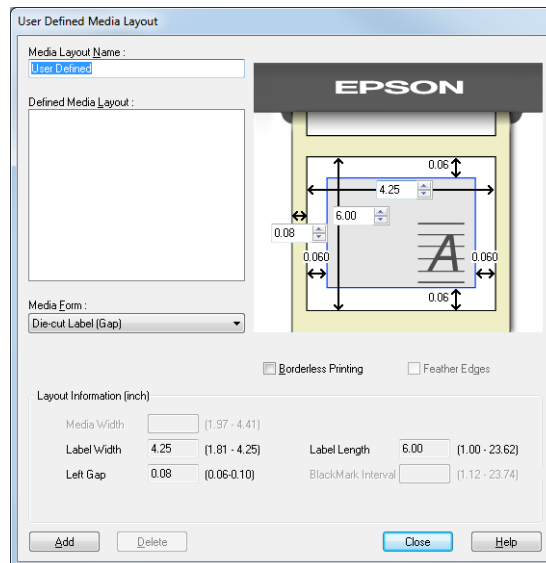 User Defined Media Layout
Media Layout Name :
User Defined
Defined Media Layout :
EPSON
0.06
4.25
6.00
0.08
0.060
A
0.060
0.06
Media Form :
Die-cut Label (Gap)
Borderless Printing
Feather Edges
Layout Information (inch)
Media Width (1.97 - 4.41)
Label Width 4.25 (1.81 - 4.25) Label Length 6.00 (1.00 - 23.62)
Left Gap 0.08 (0.06-0.10) BlackMark Interval (1.12 - 23.74)
Add Delete Close Help